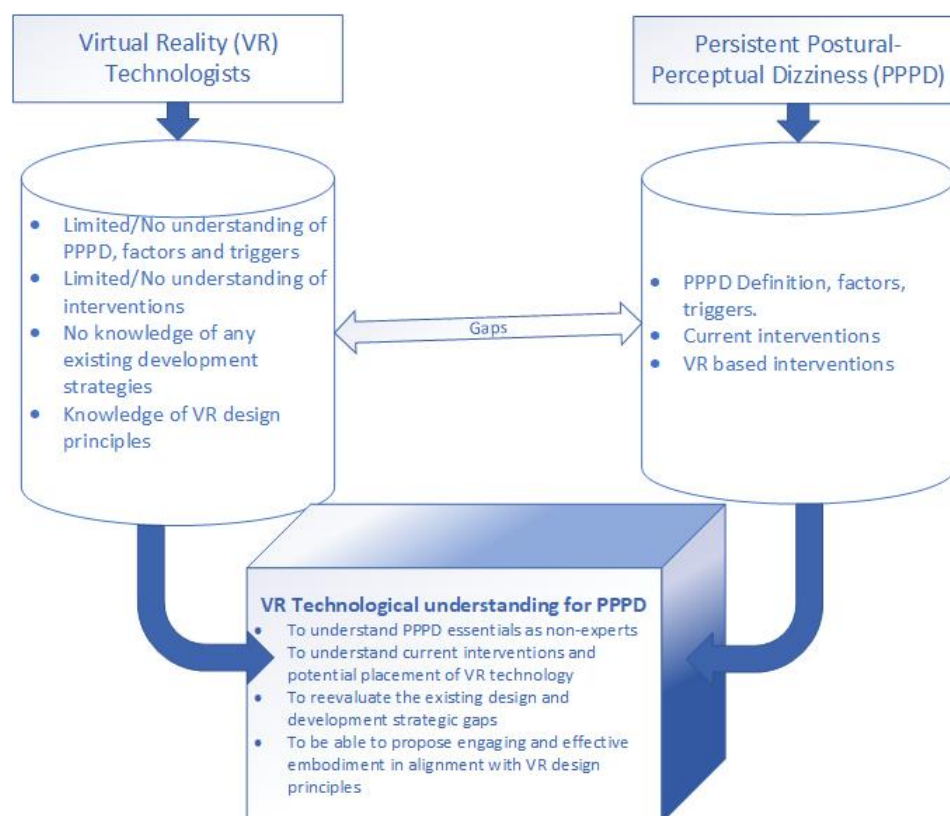 Virtual Reality (VR)
Technologists
Persistent Postural-
Perceptual Dizziness (PPPD)
• Limited/No understanding of
PPPD, factors and triggers
• Limited/No understanding of
interventions
• No knowledge of any
existing development
strategies
• Knowledge of VR design
principles
Gaps
• PPPD Definition, factors,
triggers.
• Current interventions
• VR based interventions
VR Technological understanding for PPPD
• To understand PPPD essentials as non-experts
To understand current interventions and
potential placement of VR technology
• To reevaluate the existing design and
development strategic gaps
• To be able to propose engaging and effective
embodiment in alignment with VR design
principles